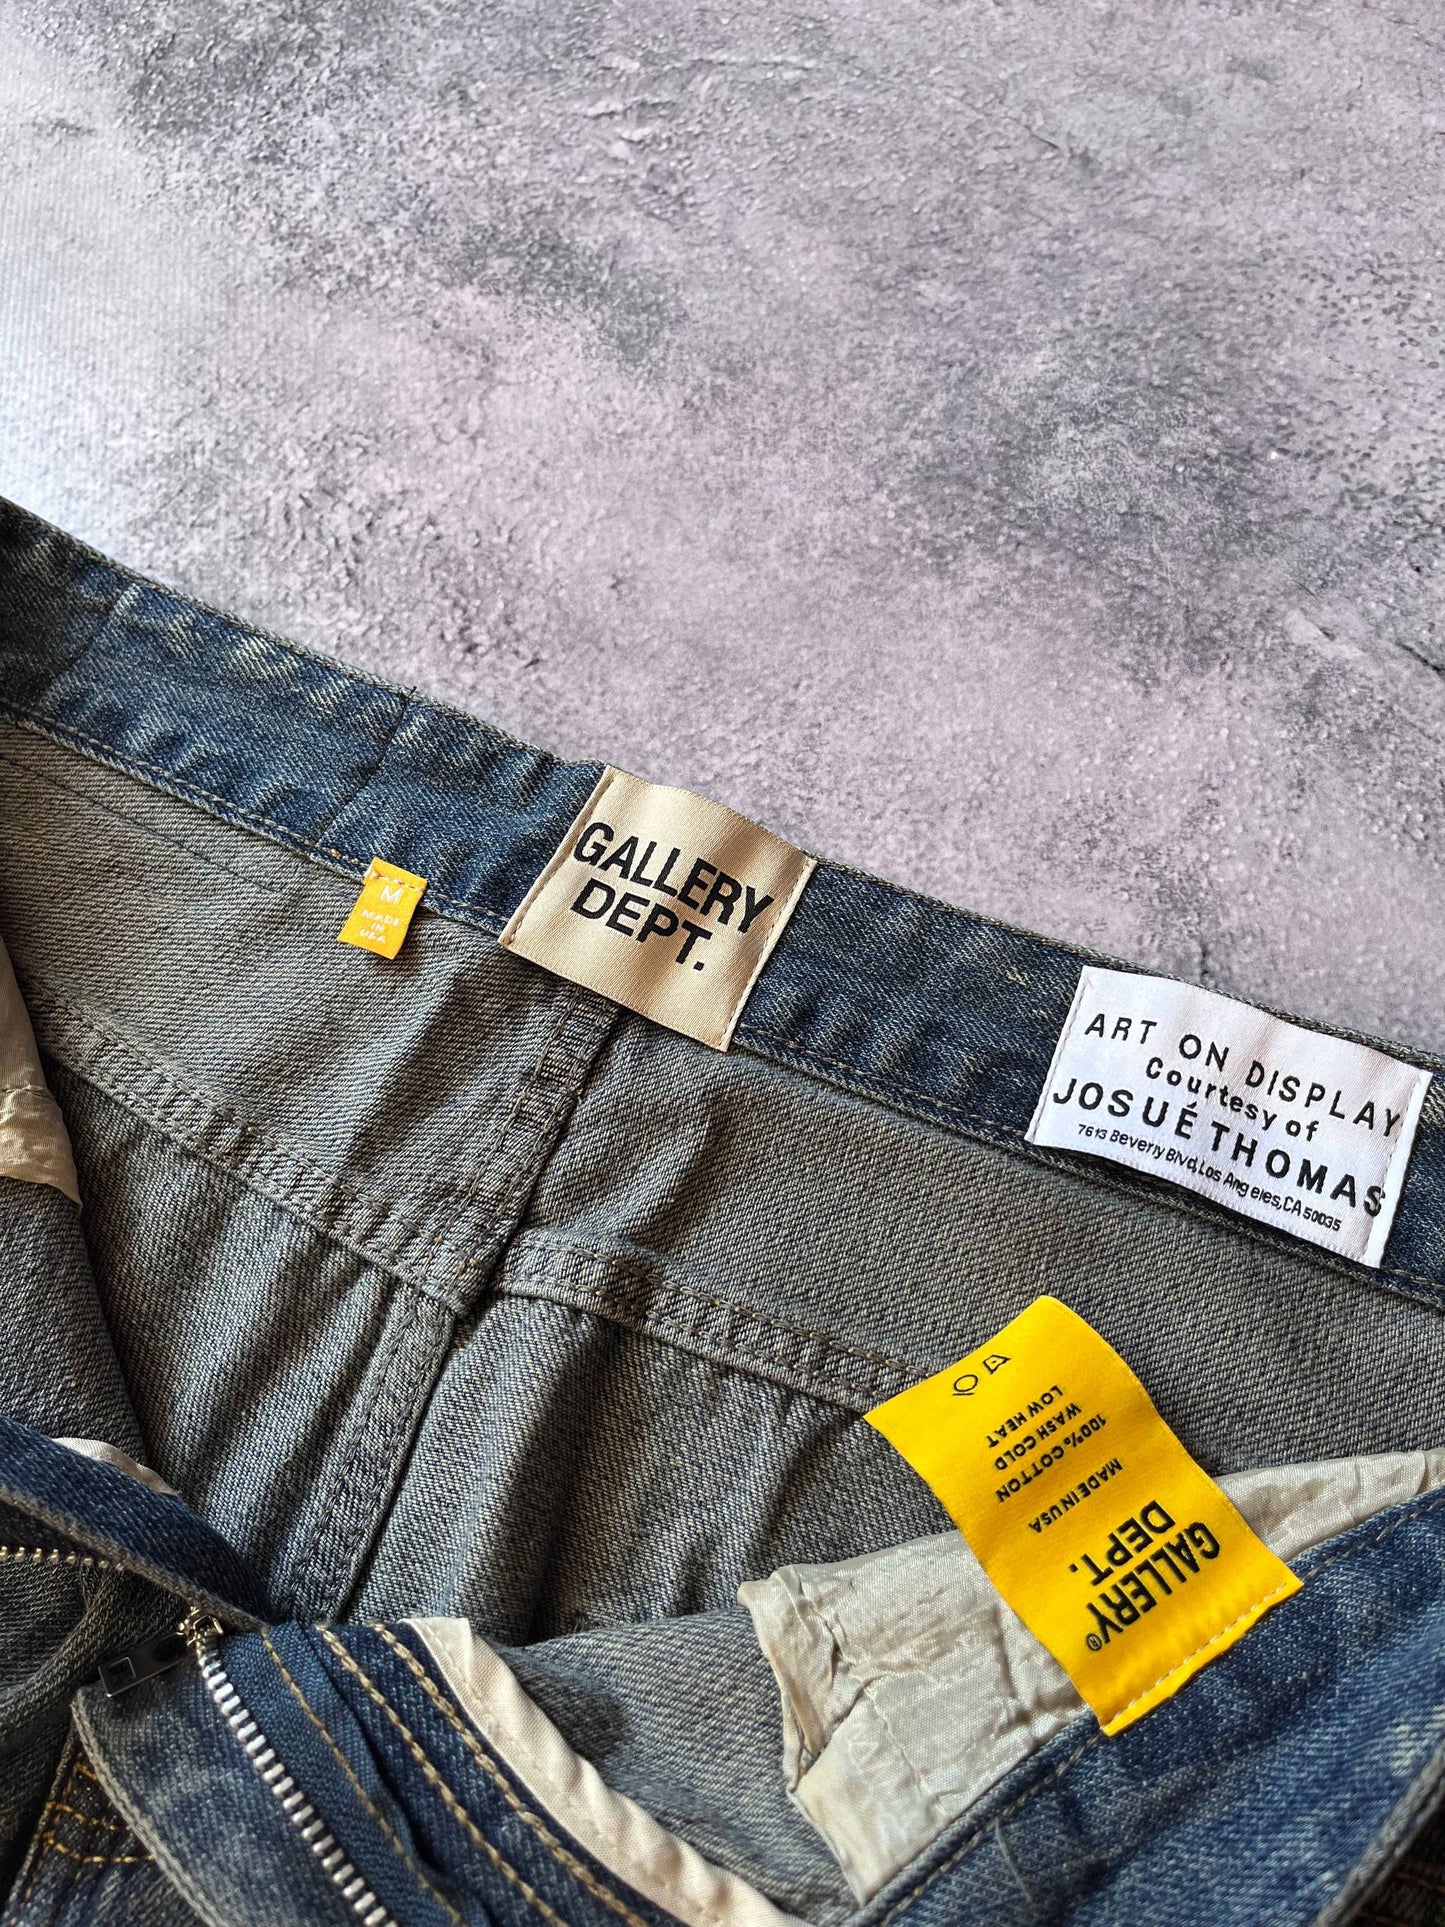 M
MADE
IN
USA
GALLERY
DEPT.
ART ON DISPLAY
Courtesy of
JOSUÉ THOMAS
7613 Beverly Blvd, Los Angeles, CA 50035
GALLERY®
DEPT.
MADE IN USA
100% COTTON
WASH COLD
LOW HEAT